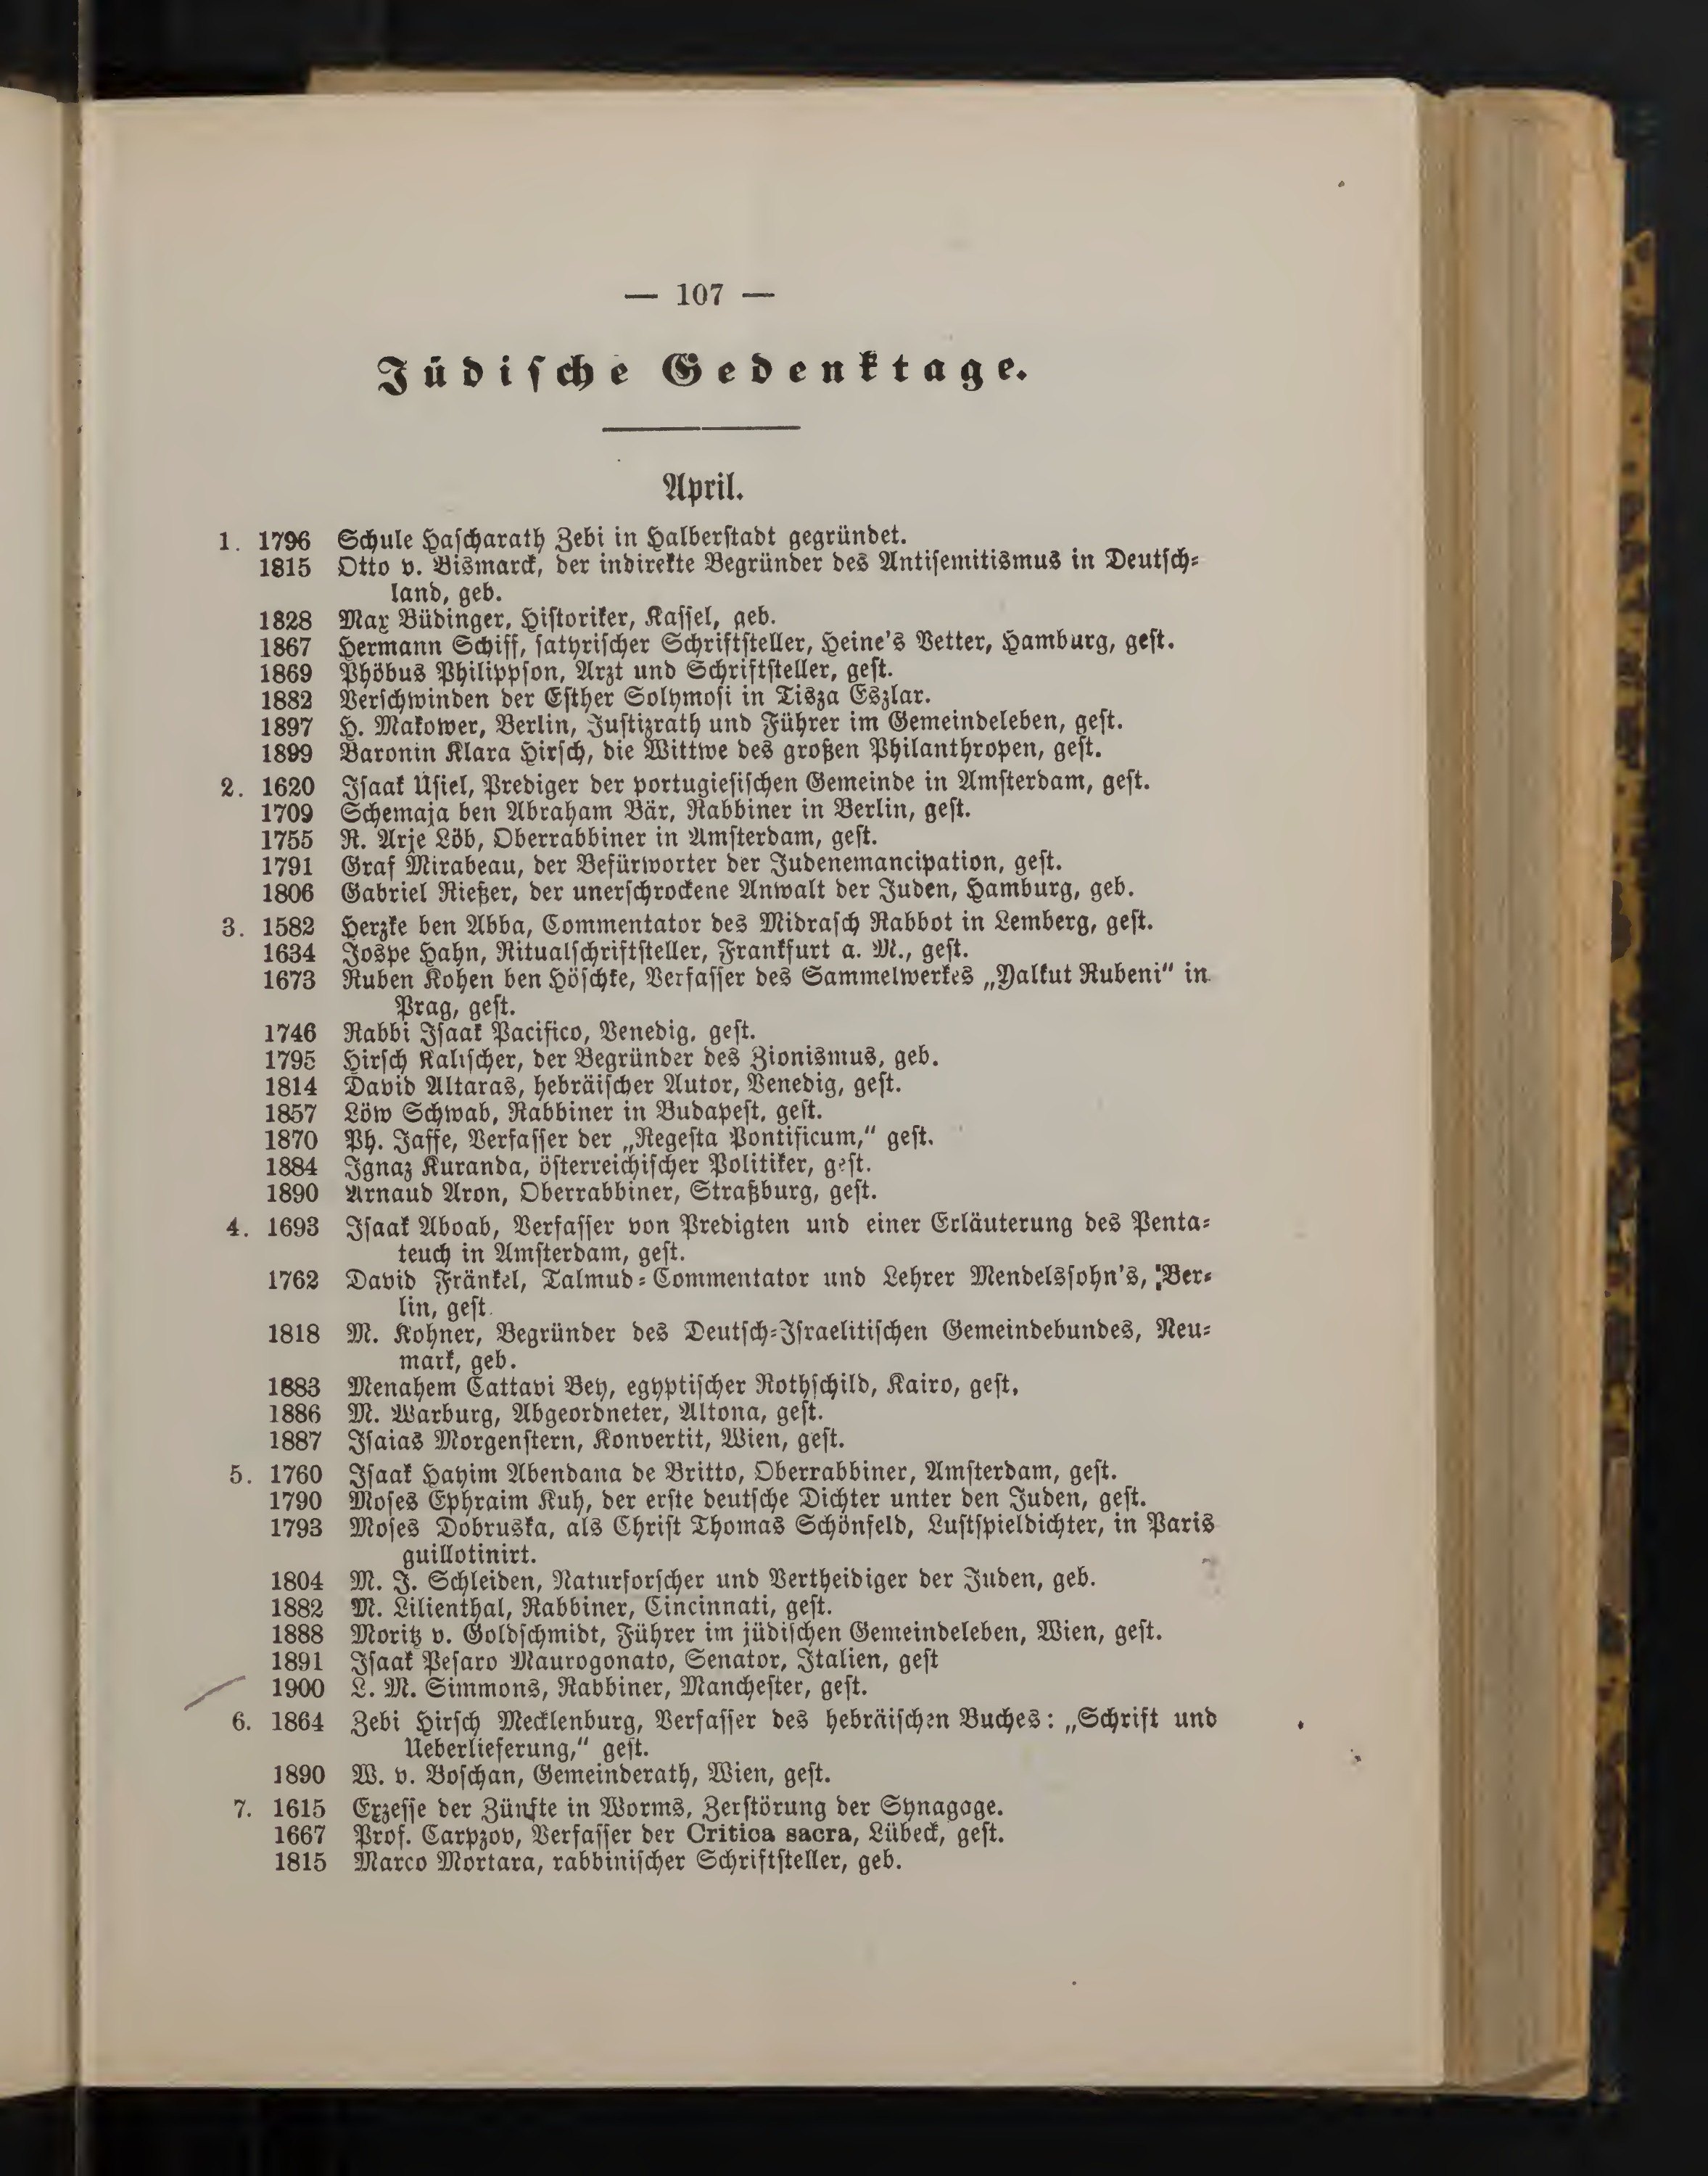 — 107 —
Jüdische Gedenktage.
April.
1. 1796 Schule Hascharath Zebi in Halberstadt gegründet.
1815 Otto v. Bismarck, der indirekte Begründer des Antisemitismus in Deutsch-
land, geb.
1828 Max Büdinger, Historiker, Kassel, geb.
1867 Hermann Schiff, satyrischer Schriftsteller, Heine's Vetter, Hamburg, gest.
1869 Phöbus Philippson, Arzt und Schriftsteller, gest.
1882 Verschwinden der Esther Solymosi in Tisza Eszlar.
1897 H. Makower, Berlin, Justizrath und Führer im Gemeindeleben, gest.
1899 Baronin Klara Hirsch, die Wittwe des großen Philanthropen, gest.
2. 1620 Isaak Usiel, Prediger der portugiesischen Gemeinde in Amsterdam, gest.
1709 Schemaja ben Abraham Bär, Rabbiner in Berlin, gest.
1755 R. Arje Löb, Oberrabbiner in Amsterdam, gest.
1791 Graf Mirabeau, der Befürworter der Judenemancipation, gest.
1806 Gabriel Rießer, der unerschrockene Anwalt der Juden, Hamburg, geb.
3. 1582 Herzke ben Abba, Commentator des Midrasch Rabbot in Lemberg, gest.
1634 Jospe Hahn, Ritualschriftsteller, Frankfurt a. M., gest.
1673 Ruben Kohen ben Höschke, Verfasser des Sammelwerkes „Yalkut Rubeni" in
Prag, gest.
1746 Rabbi Isaak Pacifico, Venedig, gest.
1795 Hirsch Kalischer, der Begründer des Zionismus, geb.
1814 David Altaras, hebräischer Autor, Venedig, gest.
1857 Löw Schwab, Rabbiner in Budapest, gest.
1870 Ph. Jaffe, Verfasser der „Regesta Pontificum," gest.
1884 Ignaz Kuranda, österreichischer Politiker, gest.
1890 Arnaud Aron, Oberrabbiner, Straßburg, gest.
4. 1693 Isaak Aboab, Verfasser von Predigten und einer Erläuterung des Penta-
teuch in Amsterdam, gest.
1762 David Fränkel, Talmud-Commentator und Lehrer Mendelssohn's, Ber-
lin, gest.
1818 M. Kohner, Begründer des Deutsch-Israelitischen Gemeindebundes, Neu-
mark, geb.
1883 Menahem Cattavi Bey, egyptischer Rothschild, Kairo, gest.
1886 M. Warburg, Abgeordneter, Altona, gest.
1887 Isaias Morgenstern, Konvertit, Wien, gest.
5. 1760 Isaak Hayim Abendana de Britto, Oberrabbiner, Amsterdam, gest.
1790 Moses Ephraim Kuh, der erste deutsche Dichter unter den Juden, gest.
1793 Moses Dobruska, als Christ Thomas Schönfeld, Lustspieldichter, in Paris
guillotinirt.
1804 M. J. Schleiden, Naturforscher und Vertheidiger der Juden, geb.
1882 M. Lilienthal, Rabbiner, Cincinnati, gest.
1888 Moritz v. Goldschmidt, Führer im jüdischen Gemeindeleben, Wien, gest.
1891 Isaak Pesaro Maurogonato, Senator, Italien, gest
1900 L. M. Simmons, Rabbiner, Manchester, gest.
6. 1864 Zebi Hirsch Mecklenburg, Verfasser des hebräischen Buches: „Schrift und
Ueberlieferung," gest.
1890 W. v. Boschan, Gemeinderath, Wien, gest.
7. 1615 Erzesse der Zünfte in Worms, Zerstörung der Synagoge.
1667 Prof. Carpzov, Verfasser der Critica sacra, Lübeck, gest.
1815 Marco Mortara, rabbinischer Schriftsteller, geb.